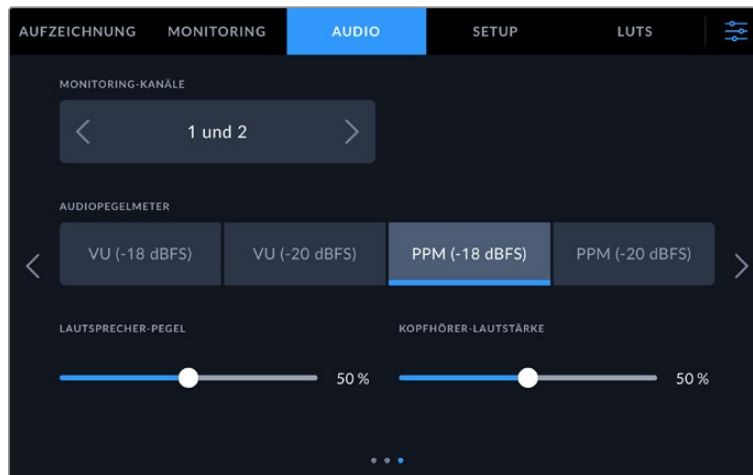 AUFZEICHNUNG MONITORING AUDIO SETUP LUTS
MONITORING-KANÄLE
1 und 2
AUDIOPEGELMETER
VU (-18 dBFS) VU (-20 dBFS) PPM (-18 dBFS) PPM (-20 dBFS)
LAUTSPRECHER-PEGEL KOPFHÖRER-LAUTSTÄRKE
50 % 50 %